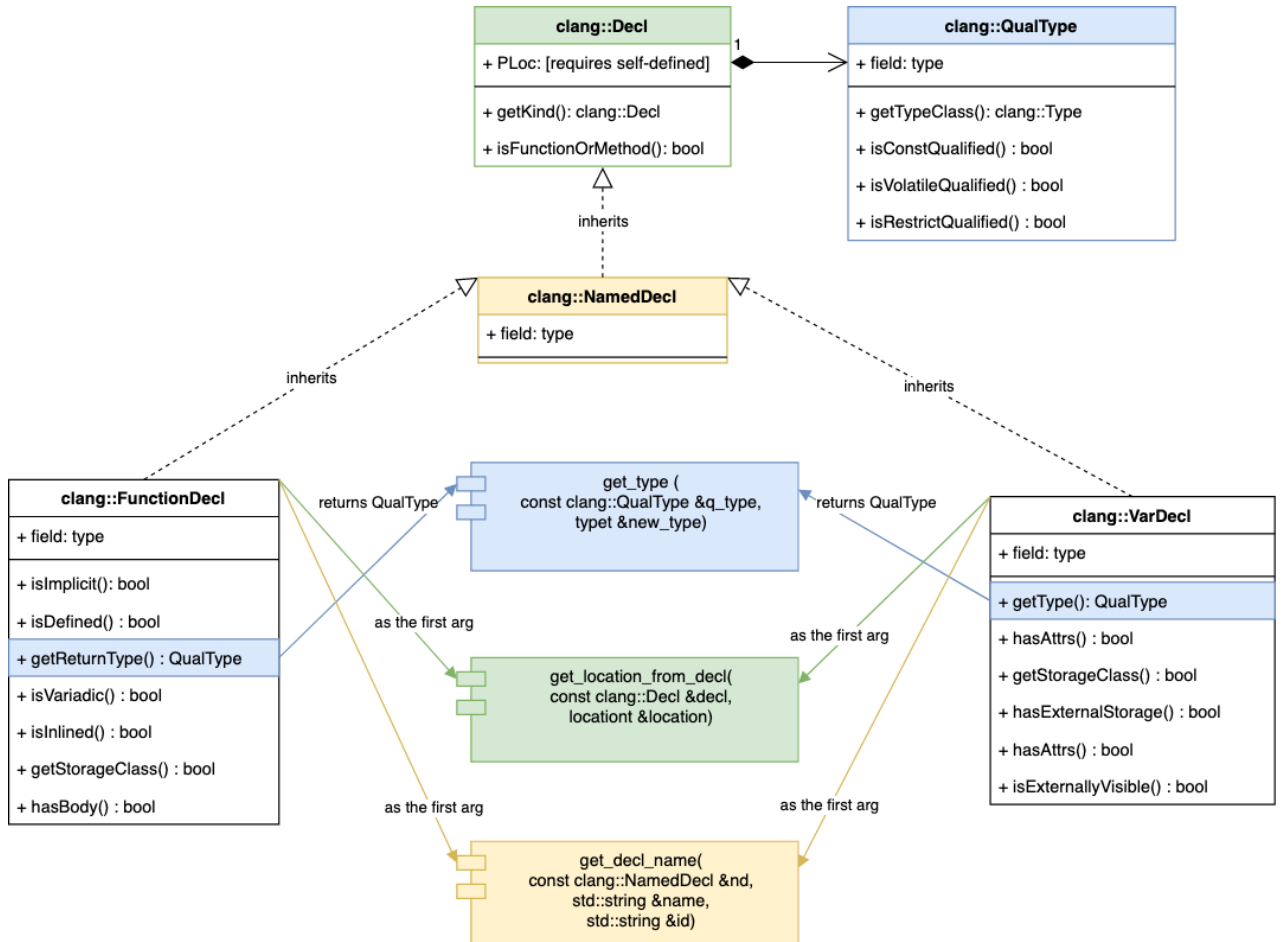 clang::Decl
+ PLoc: [requires self-defined]
+ getKind(): clang::Decl
+ isFunctionOrMethod(): bool
1
clang::QualType
+ field: type
+ getTypeClass(): clang::Type
+ isConstQualified() : bool
+ isVolatileQualified() : bool
+ isRestrictQualified() : bool
inherits
clang::NamedDecl
+ field: type
inherits
inherits
clang::FunctionDecl
+ field: type
+ isImplicit(): bool
+ isDefined() : bool
+ getReturnType() : QualType
+ isVariadic() : bool
+ isInlined() : bool
+ getStorageClass() : bool
+ hasBody() : bool
returns QualType
get_type (
const clang::QualType &q_type,
typet &new_type)
returns QualType
clang::VarDecl
+ field: type
+ getType(): QualType
+ hasAttrs() : bool
+ getStorageClass() : bool
+ hasExternalStorage() : bool
+ hasAttrs() : bool
+ isExternallyVisible() : bool
as the first arg
get_location_from_decl(
const clang::Decl &decl,
locationt &location)
as the first arg
as the first arg
get_decl_name(
const clang::NamedDecl &nd,
std::string &name,
std::string &id)
as the first arg